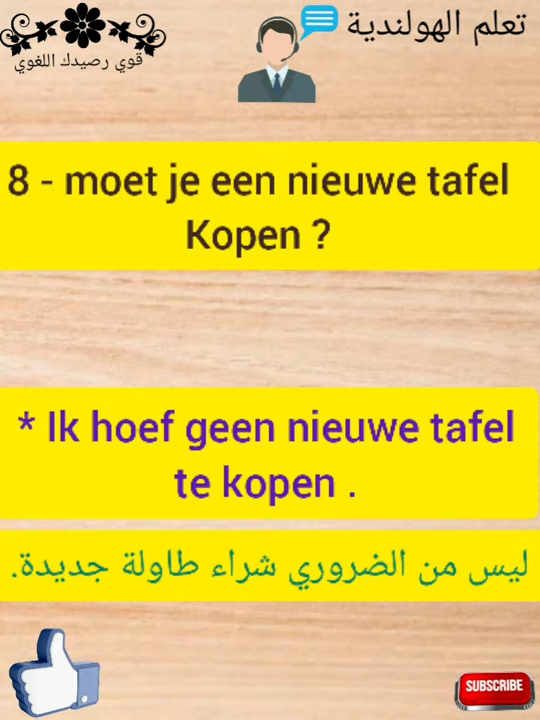 تعلم الهولندية
قوي رصيدك اللغوي
8 - moet je een nieuwe tafel
Kopen ?
* Ik hoef geen nieuwe tafel
te kopen .
ليس من الضروري شراء طاولة جديدة.
SUBSCRIBE